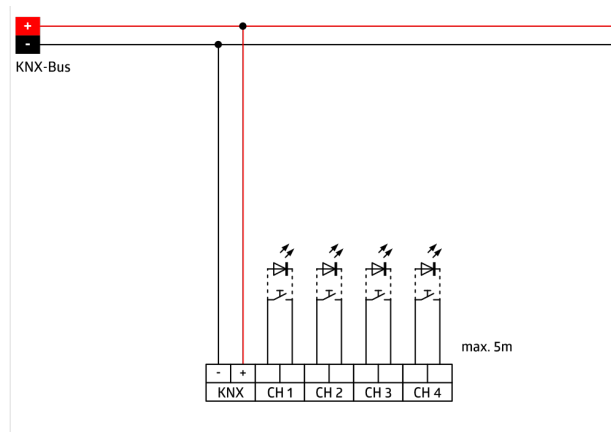 +
-
KNX-Bus
max. 5m
- +
KNX CH 1 CH 2 CH 3 CH 4